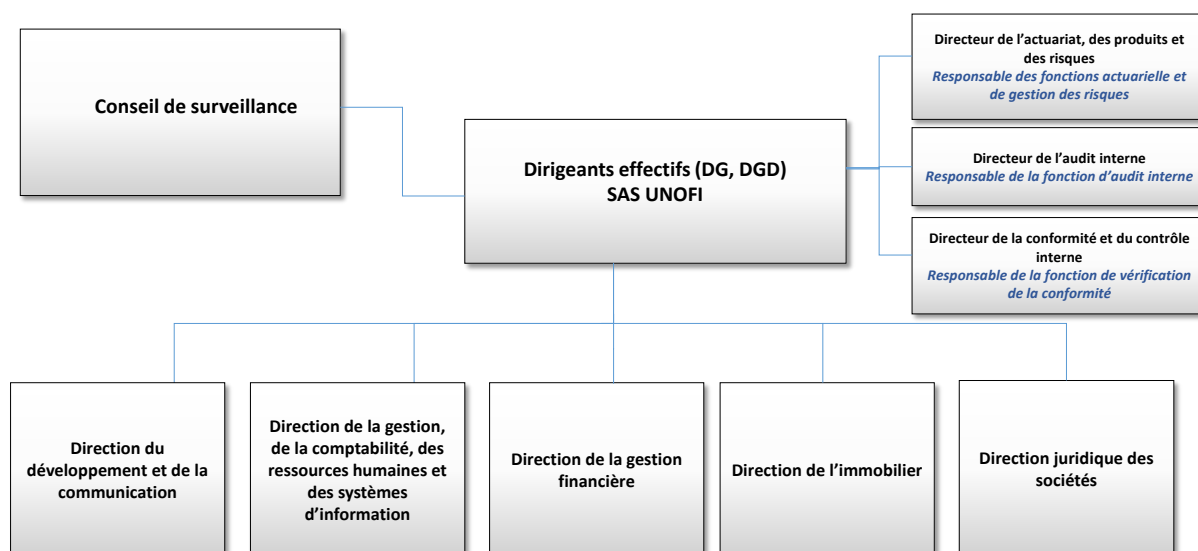 Conseil de surveillance
Dirigeants effectifs (DG, DGD)
SAS UNOFI
Directeur de l’actuariat, des produits et
des risques
Responsable des fonctions actuarielle et
de gestion des risques
Directeur de l’audit interne
Responsable de la fonction d’audit interne
Directeur de la conformité et du contrôle
interne
Responsable de la fonction de vérification
de la conformité
Direction du
développement et de la
communication
Direction de la gestion,
de la comptabilité, des
ressources humaines et
des systèmes
d’information
Direction de la gestion
financière
Direction de l’immobilier
Direction juridique des
sociétés